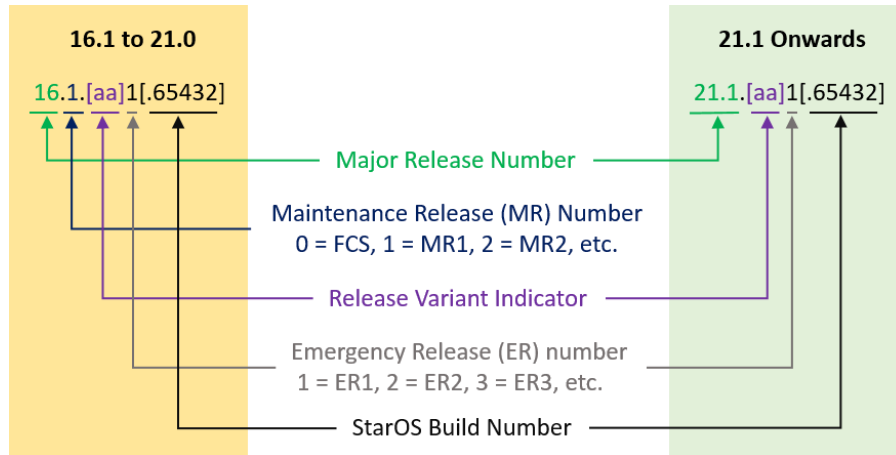 16.1 to 21.0
21.1 Onwards
16.1.[aa]1[.65432]
21.1.[aa]1[.65432]
Major Release Number
Maintenance Release (MR) Number
0 = FCS, 1 = MR1, 2 = MR2, etc.
Release Variant Indicator
Emergency Release (ER) number
1 = ER1, 2 = ER2, 3 = ER3, etc.
StarOS Build Number